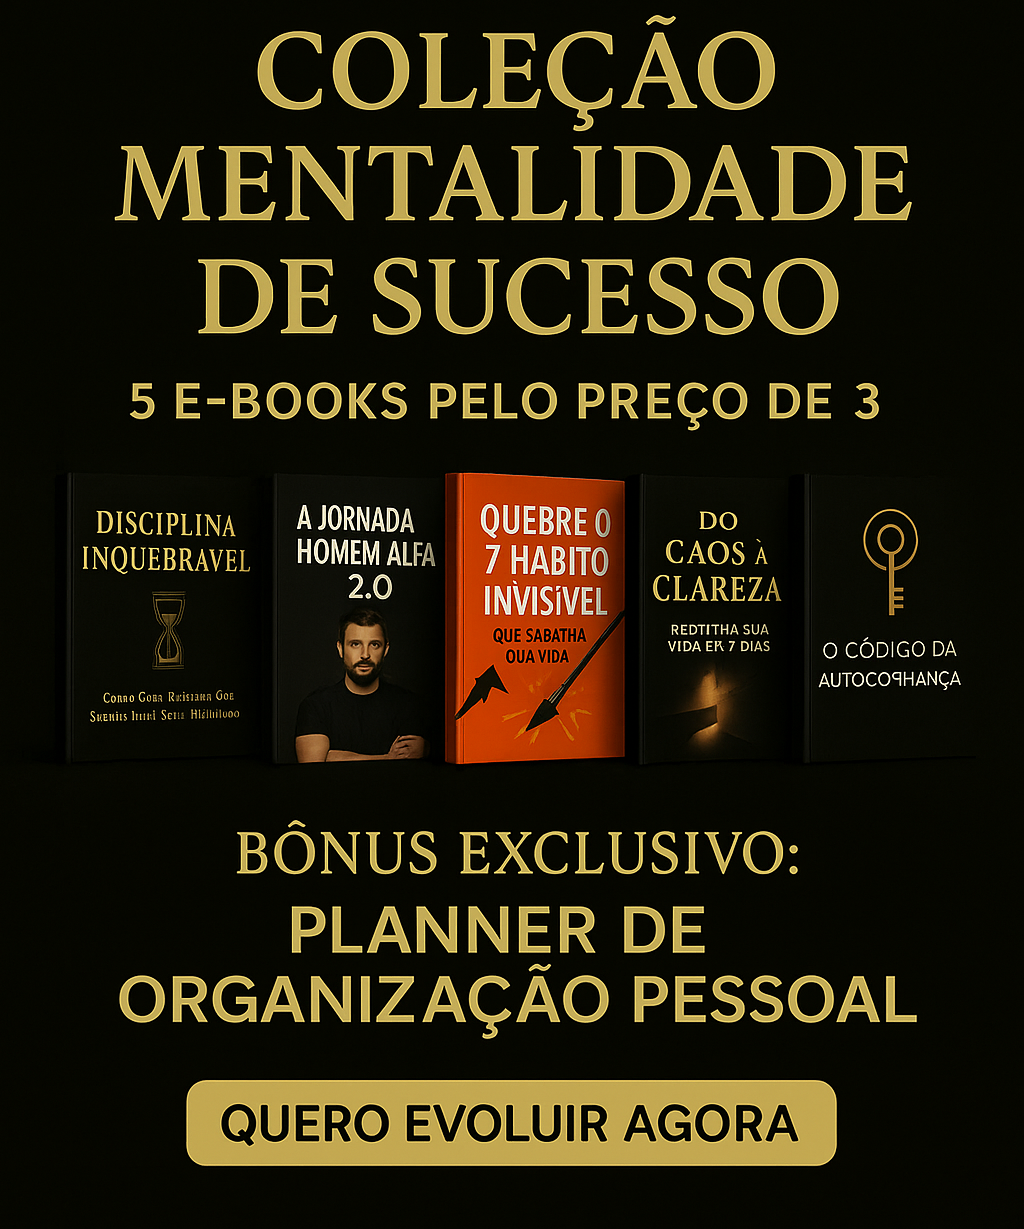 COLEÇÃO
MENTALIDADE
DE SUCESSO
5 E-BOOKS PELO PREÇO DE 3
DISCIPLINA
INQUEBRAVEL
A JORNADA
HOMEM ALFA
2.0
QUEBRE O
7 HABITO
INVISÍVEL
QUE SABATHA
OUA VIDA
DO
CAOS À
CLAREZA
REDTITHA SUA
VIDA 7 DIAS
O CÓDIGO DA
BÔNUS EXCLUSIVO:
PLANNER DE
ORGANIZAÇÃO PESSOAL
QUERO EVOLUIR AGORA